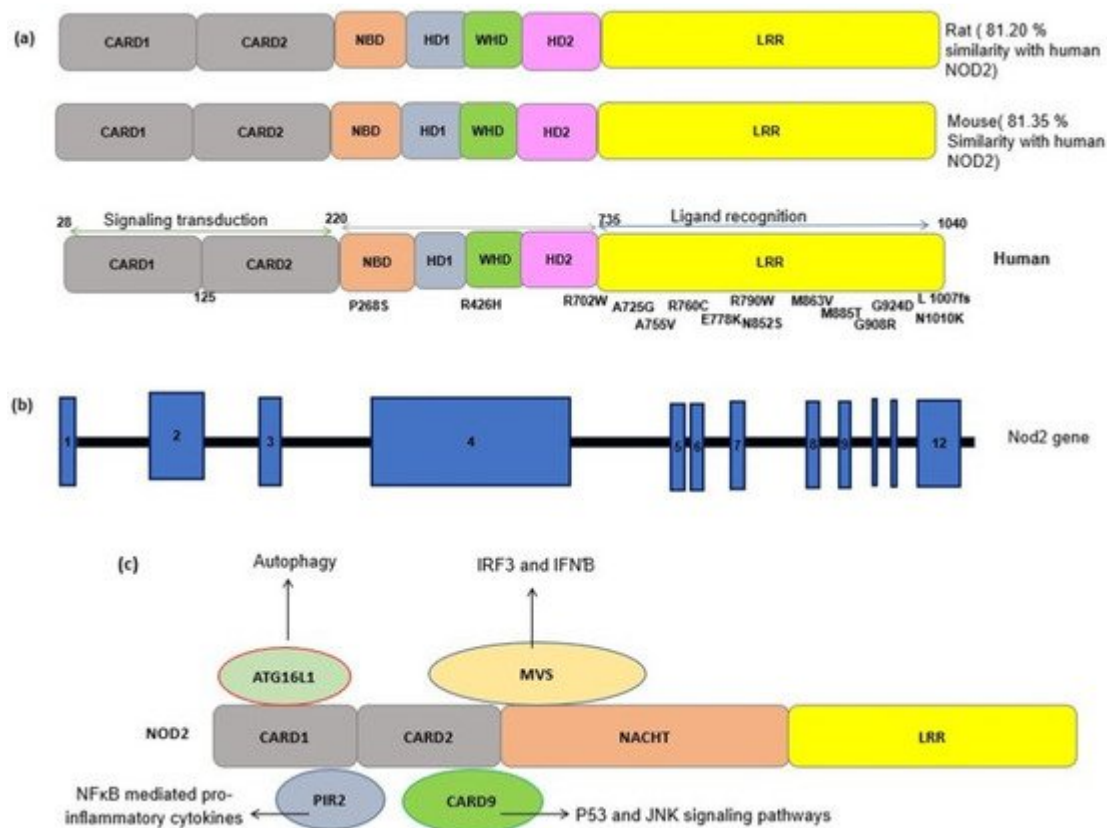 (a)
CARD1 CARD2 NBD HD1 WHD HD2 LRR
Rat ( 81.20 %
similarity with human
NOD2)
CARD1 CARD2 NBD HD1 WHD HD2 LRR
Mouse( 81.35 %
Similarity with human
NOD2)
28 Signaling transduction 220 735 Ligand recognition 1040
CARD1 CARD2 NBD HD1 WHD HD2 LRR Human
125
P268S R426H R702W A725G R760C R790W M863V G924D L 1007fs
A755V E778K N852S M885T G908R N1010K
(b)
1 2 3 4 5 6 7 8 9 12 Nod2 gene
(c)
Autophagy IRF3 and IFN'B
ATG16L1 MVS
NOD2 CARD1 CARD2 NACHT LRR
NFκB mediated pro-
inflammatory cytokines
PIR2 CARD9 P53 and JNK signaling pathways